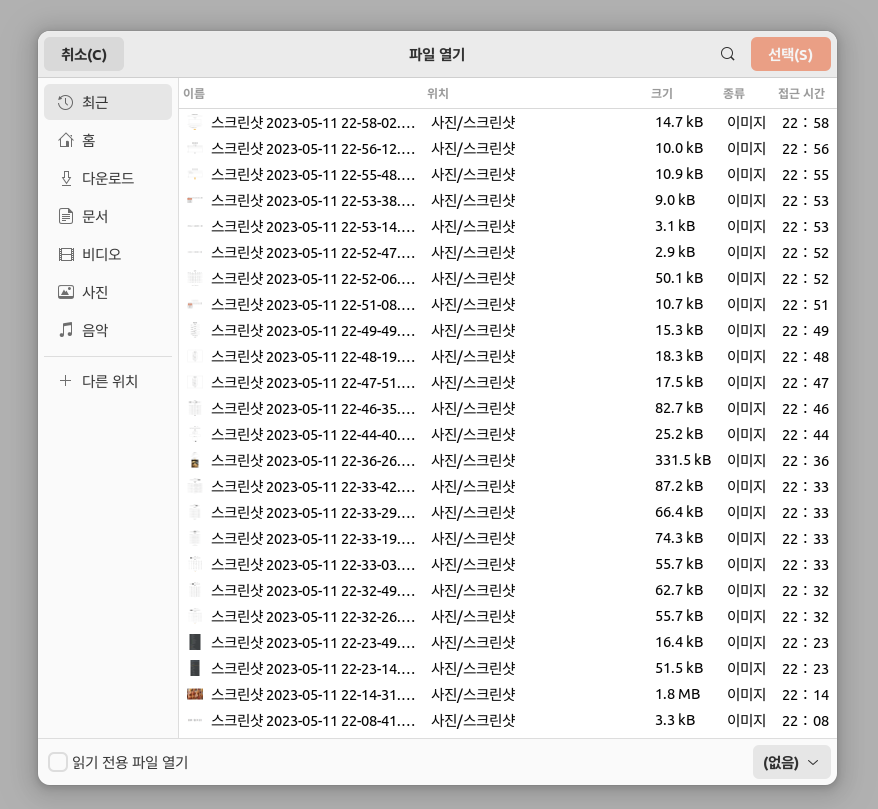 취소(C) 파일 열기 선택(S)
이름 위치 크기 종류 접근 시간
최근
홈
다운로드
문서
비디오
사진
음악
다른 위치
스크린샷 2023-05-11 22-58-02.… 사진/스크린샷 14.7 kB 이미지 22 : 58
스크린샷 2023-05-11 22-56-12.… 사진/스크린샷 10.0 kB 이미지 22 : 56
스크린샷 2023-05-11 22-55-48.… 사진/스크린샷 10.9 kB 이미지 22 : 55
스크린샷 2023-05-11 22-53-38.… 사진/스크린샷 9.0 kB 이미지 22 : 53
스크린샷 2023-05-11 22-53-14.… 사진/스크린샷 3.1 kB 이미지 22 : 53
스크린샷 2023-05-11 22-52-47.… 사진/스크린샷 2.9 kB 이미지 22 : 52
스크린샷 2023-05-11 22-52-06.… 사진/스크린샷 50.1 kB 이미지 22 : 52
스크린샷 2023-05-11 22-51-08.… 사진/스크린샷 10.7 kB 이미지 22 : 51
스크린샷 2023-05-11 22-49-49.… 사진/스크린샷 15.3 kB 이미지 22 : 49
스크린샷 2023-05-11 22-48-19.… 사진/스크린샷 18.3 kB 이미지 22 : 48
스크린샷 2023-05-11 22-47-51.… 사진/스크린샷 17.5 kB 이미지 22 : 47
스크린샷 2023-05-11 22-46-35.… 사진/스크린샷 82.7 kB 이미지 22 : 46
스크린샷 2023-05-11 22-44-40.… 사진/스크린샷 25.2 kB 이미지 22 : 44
스크린샷 2023-05-11 22-36-26.… 사진/스크린샷 331.5 kB 이미지 22 : 36
스크린샷 2023-05-11 22-33-42.… 사진/스크린샷 87.2 kB 이미지 22 : 33
스크린샷 2023-05-11 22-33-29.… 사진/스크린샷 66.4 kB 이미지 22 : 33
스크린샷 2023-05-11 22-33-19.… 사진/스크린샷 74.3 kB 이미지 22 : 33
스크린샷 2023-05-11 22-33-03.… 사진/스크린샷 55.7 kB 이미지 22 : 33
스크린샷 2023-05-11 22-32-49.… 사진/스크린샷 62.7 kB 이미지 22 : 32
스크린샷 2023-05-11 22-32-26.… 사진/스크린샷 55.7 kB 이미지 22 : 32
스크린샷 2023-05-11 22-23-49.… 사진/스크린샷 16.4 kB 이미지 22 : 23
스크린샷 2023-05-11 22-23-14.… 사진/스크린샷 51.5 kB 이미지 22 : 23
스크린샷 2023-05-11 22-14-31.… 사진/스크린샷 1.8 MB 이미지 22 : 14
스크린샷 2023-05-11 22-08-41.… 사진/스크린샷 3.3 kB 이미지 22 : 08
읽기 전용 파일 열기 (없음)